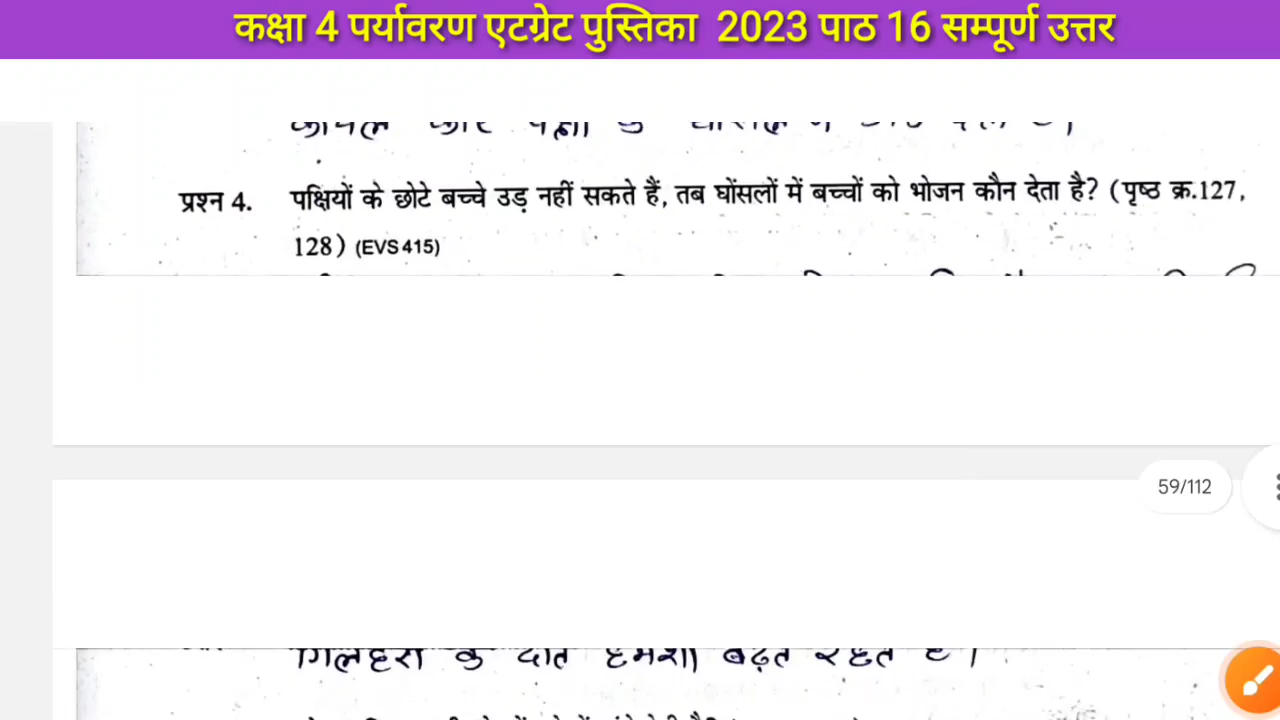 कक्षा 4 पर्यावरण एटग्रेट पुस्तिका 2023 पाठ 16 सम्पूर्ण उत्तर
प्रश्न 4. पक्षियों के छोटे बच्चे उड़ नहीं सकते हैं, तब घोंसलों में बच्चों को भोजन कौन देता है? (पृष्ठ क्र.127,
128) (EVS 415)
59/112
गिलहरी के दांत हमेशा बढ़ते रहते है।